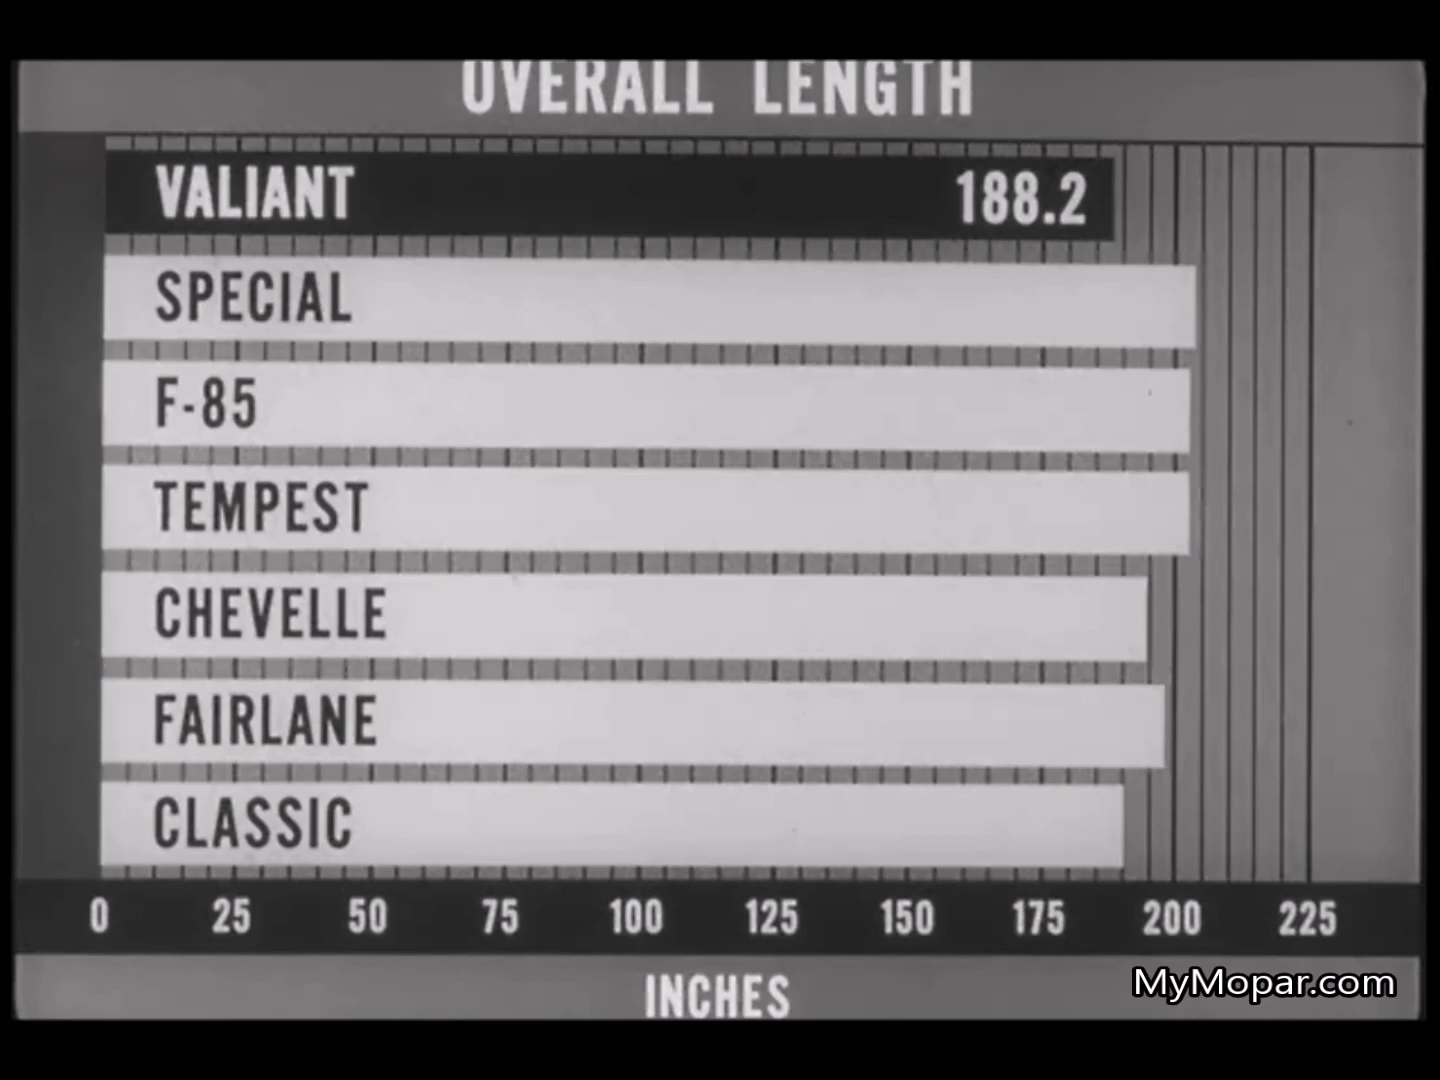 OVERALL LENGTH
VALIANT 188.2
SPECIAL
F-85
TEMPEST
CHEVELLE
FAIRLANE
CLASSIC
0 25 50 75 100 125 150 175 200 225
INCHES
MyMopar.com